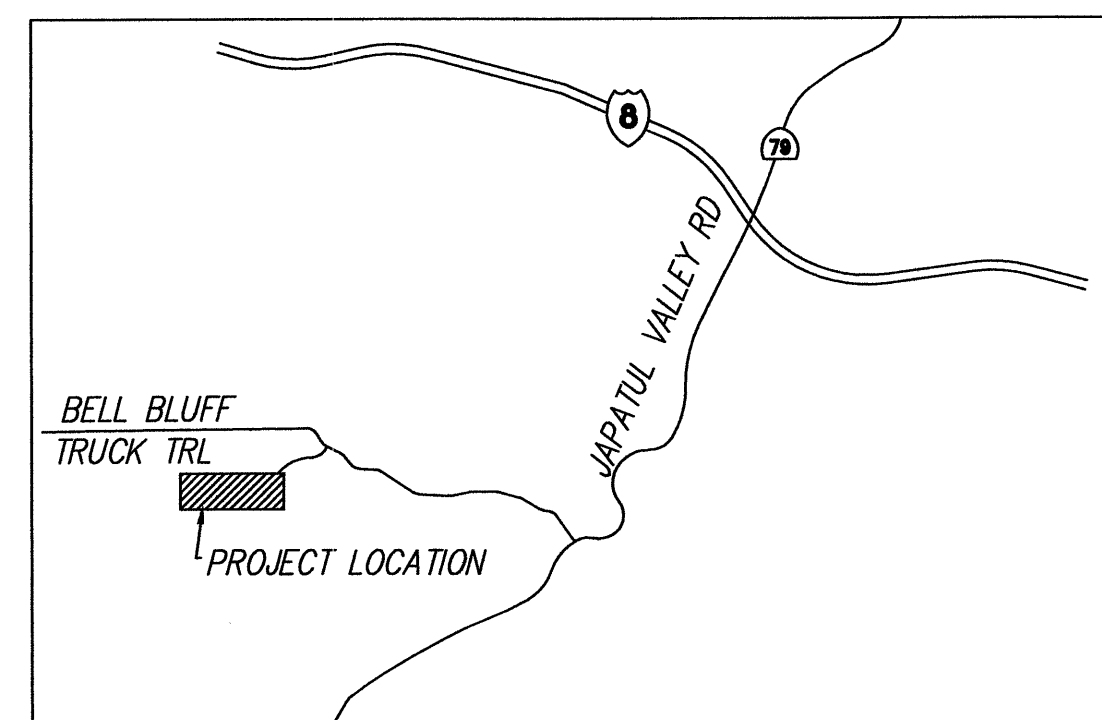 8
79
JAPATUL VALLEY RD
BELL BLUFF
TRUCK TRL
PROJECT LOCATION